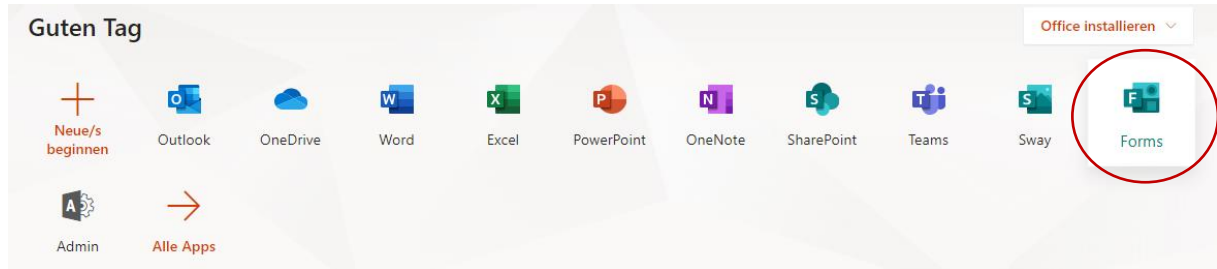 Guten Tag
Office installieren
Neue/s
beginnen
Outlook
OneDrive
Word
Excel
PowerPoint
OneNote
SharePoint
Teams
Sway
Forms
Admin
Alle Apps